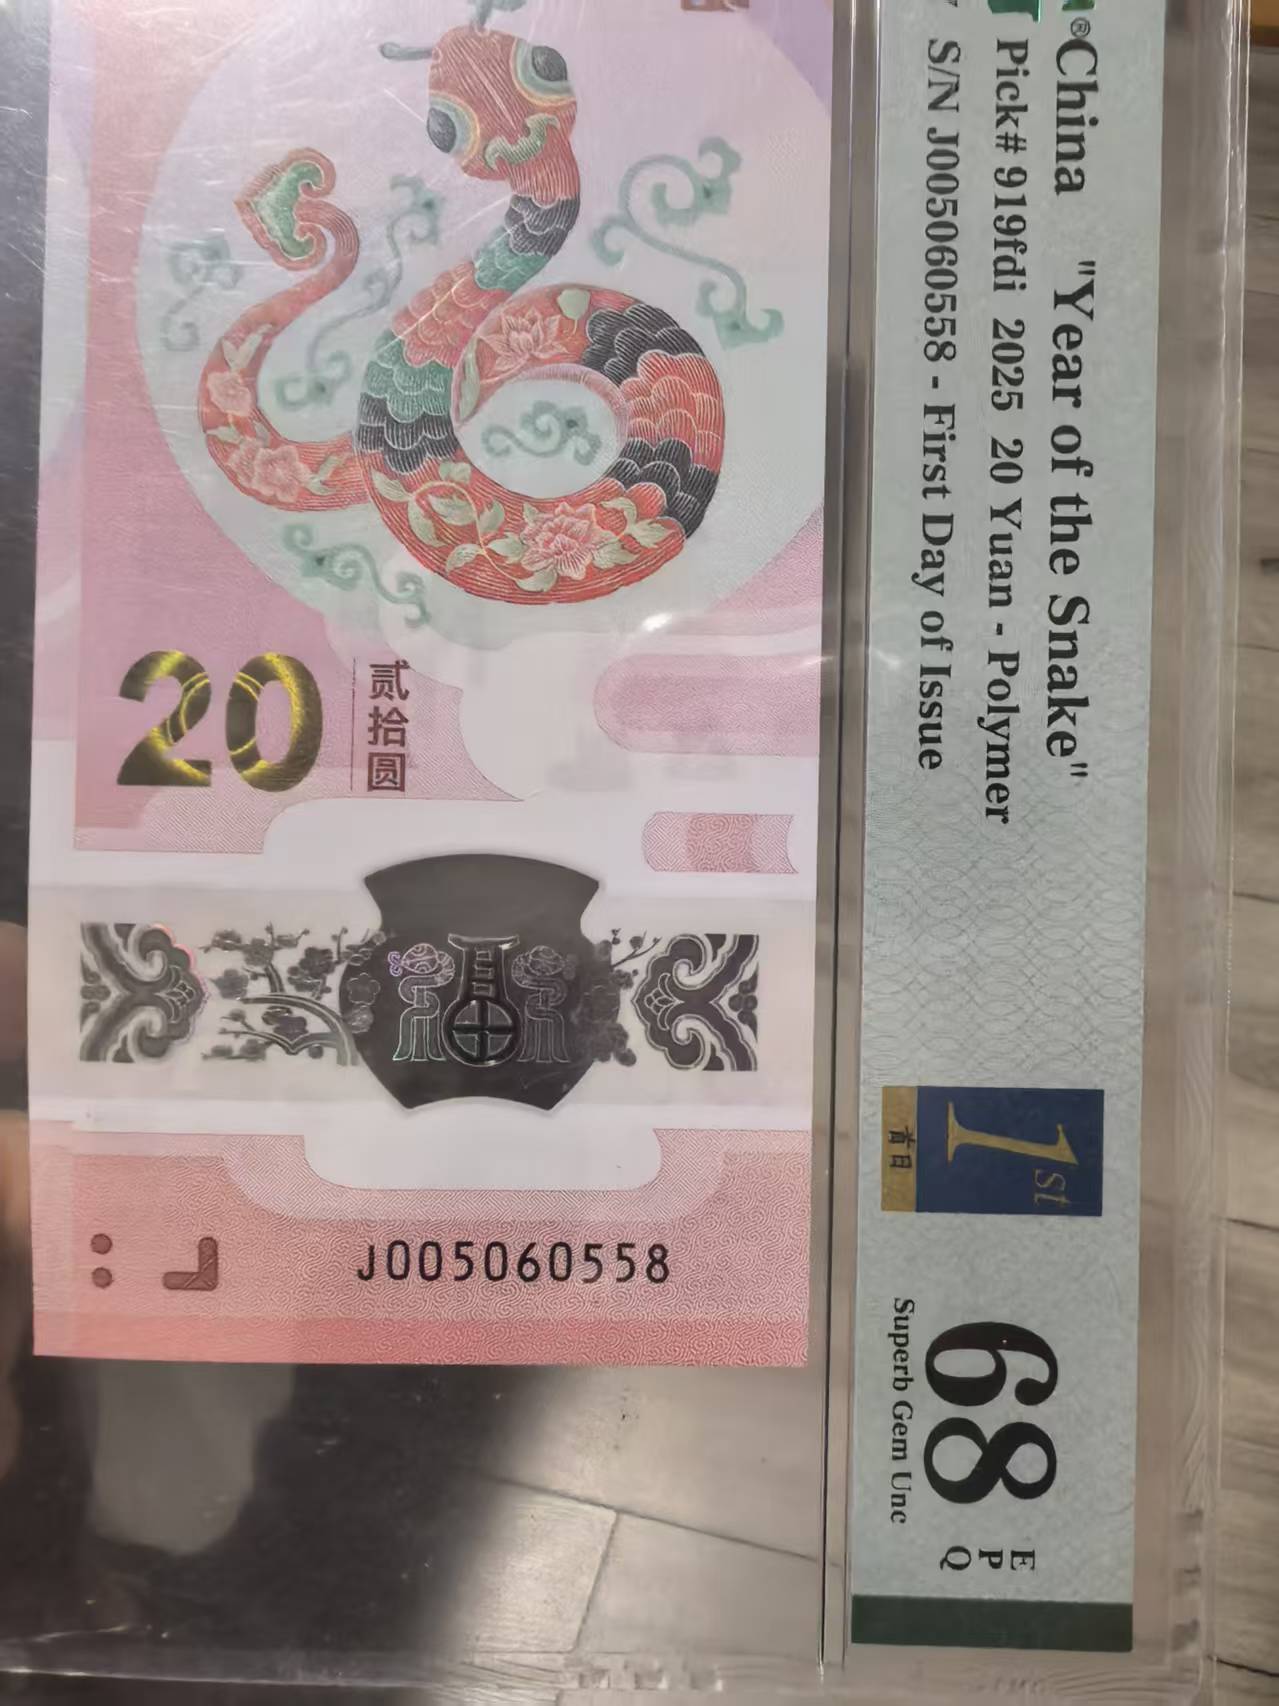 ®China "Year of the Snake"
Pick# 919fdi 2025 20 Yuan - Polymer
S/N J005060558 - First Day of Issue
1st
首日
68
EPQ
Superb Gem Unc
20
贰拾圆
J005060558